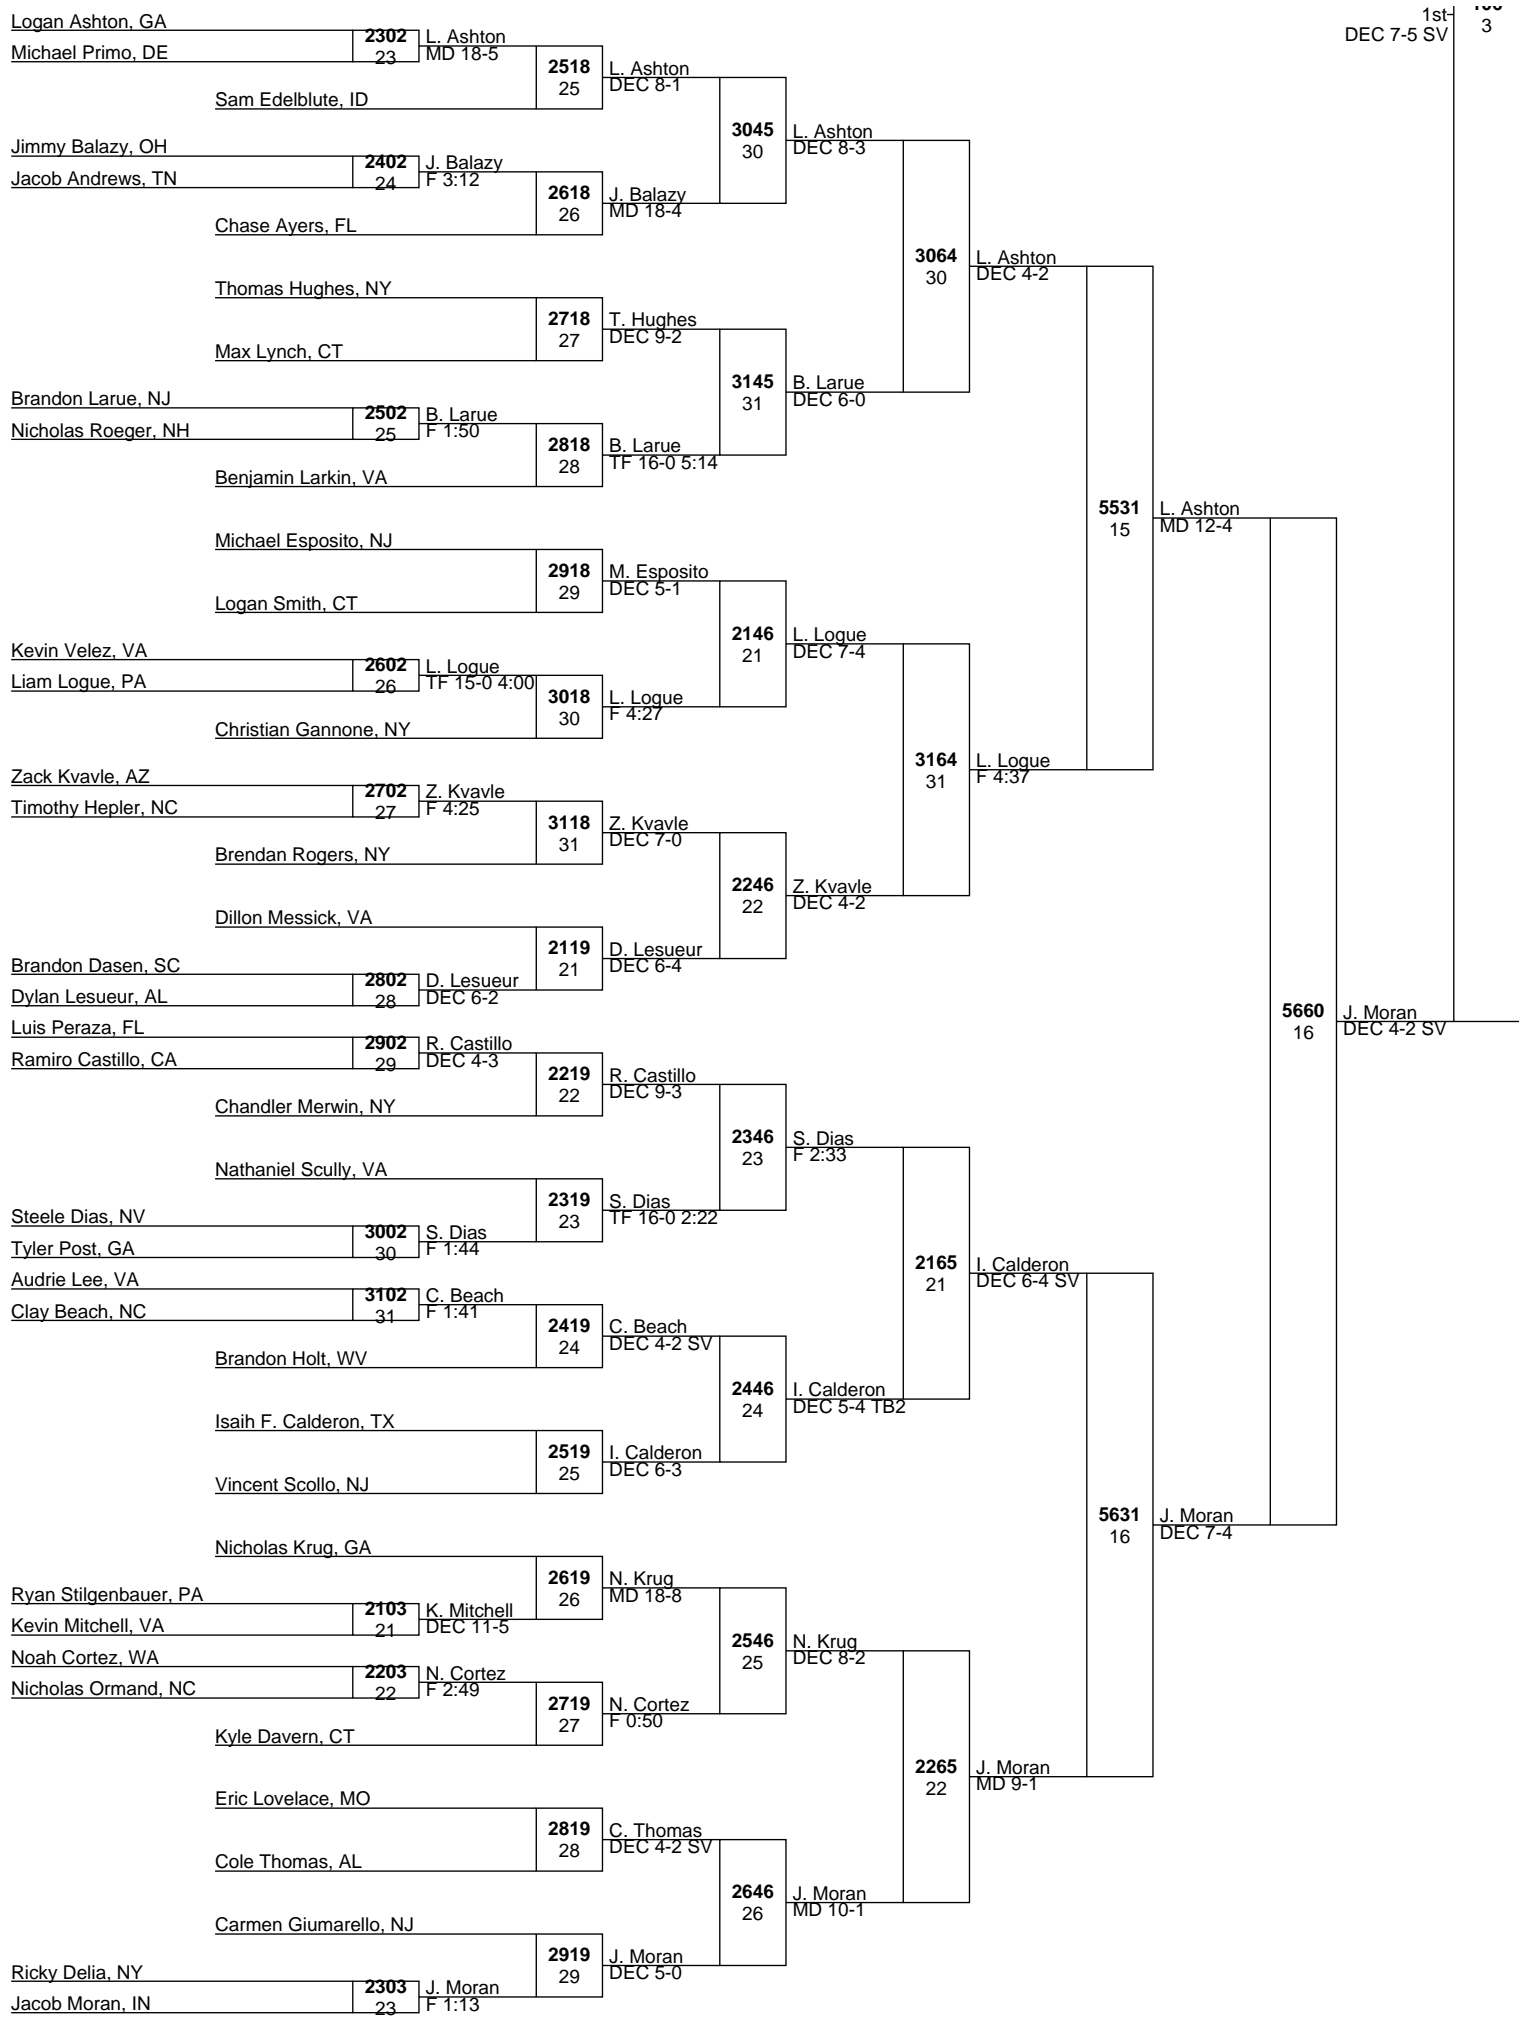 Logan Ashton, GA
Michael Primo, DE
2302
23
L. Ashton
MD 18-5
Sam Edelblute, ID
2518
25
L. Ashton
DEC 8-1
Jimmy Balazy, OH
Jacob Andrews, TN
2402
24
J. Balazy
F 3:12
Chase Ayers, FL
2618
26
J. Balazy
MD 18-4
3045
30
L. Ashton
DEC 8-3
Thomas Hughes, NY
Max Lynch, CT
2718
27
T. Hughes
DEC 9-2
Brandon Larue, NJ
Nicholas Roeger, NH
2502
25
B. Larue
F 1:50
Benjamin Larkin, VA
2818
28
B. Larue
TF 16-0 5:14
3145
31
B. Larue
DEC 6-0
3064
30
L. Ashton
DEC 4-2
Michael Esposito, NJ
Logan Smith, CT
2918
29
M. Esposito
DEC 5-1
Kevin Velez, VA
Liam Logue, PA
2602
26
L. Logue
TF 15-0 4:00
Christian Gannone, NY
3018
30
L. Logue
F 4:27
2146
21
L. Logue
DEC 7-4
Zack Kvavle, AZ
Timothy Hepler, NC
2702
27
Z. Kvavle
F 4:25
Brendan Rogers, NY
3118
31
Z. Kvavle
DEC 7-0
Dillon Messick, VA
Brandon Dasen, SC
Dylan Lesueur, AL
2802
28
D. Lesueur
DEC 6-2
2119
21
D. Lesueur
DEC 6-4
2246
22
Z. Kvavle
DEC 4-2
3164
31
L. Logue
F 4:37
5531
15
L. Ashton
MD 12-4
Luis Peraza, FL
Ramiro Castillo, CA
2902
29
R. Castillo
DEC 4-3
Chandler Merwin, NY
2219
22
R. Castillo
DEC 9-3
Nathaniel Scully, VA
Steele Dias, NV
Tyler Post, GA
3002
30
S. Dias
F 1:44
2319
23
S. Dias
TF 16-0 2:22
2346
23
S. Dias
F 2:33
Audrie Lee, VA
Clay Beach, NC
3102
31
C. Beach
F 1:41
Brandon Holt, WV
2419
24
C. Beach
DEC 4-2 SV
Isaih F. Calderon, TX
Vincent Scollo, NJ
2519
25
I. Calderon
DEC 6-3
2446
24
I. Calderon
DEC 5-4 TB2
2165
21
I. Calderon
DEC 6-4 SV
Nicholas Krug, GA
Ryan Stilgenbauer, PA
Kevin Mitchell, VA
2103
21
K. Mitchell
DEC 11-5
2619
26
N. Krug
MD 18-8
Noah Cortez, WA
Nicholas Ormand, NC
2203
22
N. Cortez
F 2:49
Kyle Davern, CT
2719
27
N. Cortez
F 0:50
2546
25
N. Krug
DEC 8-2
Eric Lovelace, MO
Cole Thomas, AL
2819
28
C. Thomas
DEC 4-2 SV
Carmen Giumarello, NJ
Ricky Delia, NY
Jacob Moran, IN
2303
23
J. Moran
F 1:13
2919
29
J. Moran
DEC 5-0
2646
26
J. Moran
MD 10-1
2265
22
J. Moran
MD 9-1
5631
16
J. Moran
DEC 7-4
5660
16
J. Moran
DEC 4-2 SV
1st
DEC 7-5 SV
3